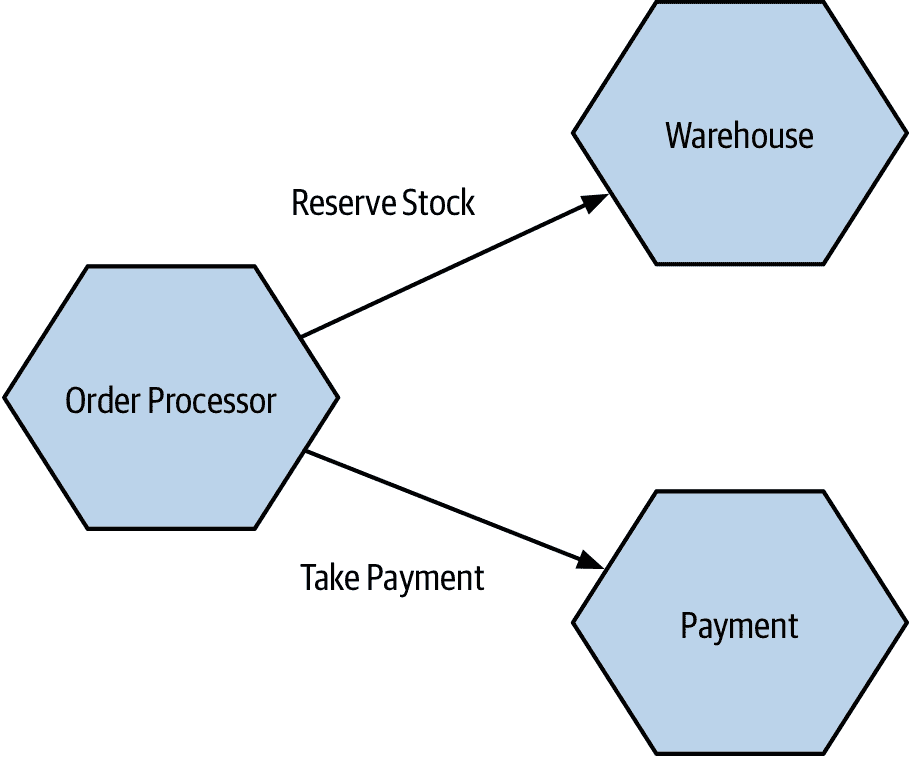 Warehouse
Reserve Stock
Order Processor
Take Payment
Payment